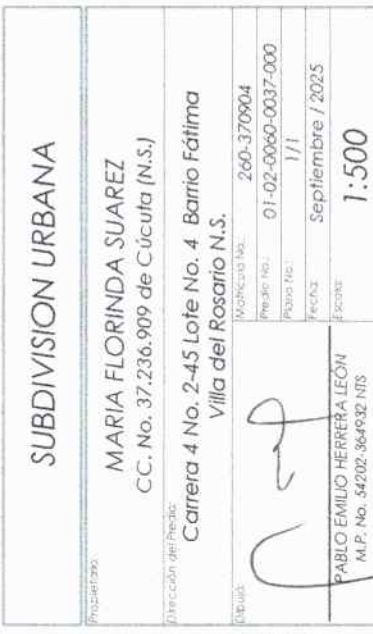 SUBDIVISION URBANA
Propietario:
MARIA FLORINDA SUAREZ
CC. No. 37.236.909 de Cúcuta (N.S.)
Dirección del Predio:
Carrera 4 No. 2-45 Lote No. 4 Barrio Fátima
Villa del Rosario N.S.
Dibujó:
PABLO EMILIO HERRERA LEÓN
M.P. No. 54202-364932 NTS
Matrícula No.: 260-370904
Predio No.: 01-02-0060-0037-000
Plano No.: 1/1
Fecha: Septiembre / 2025
Escala: 1:500